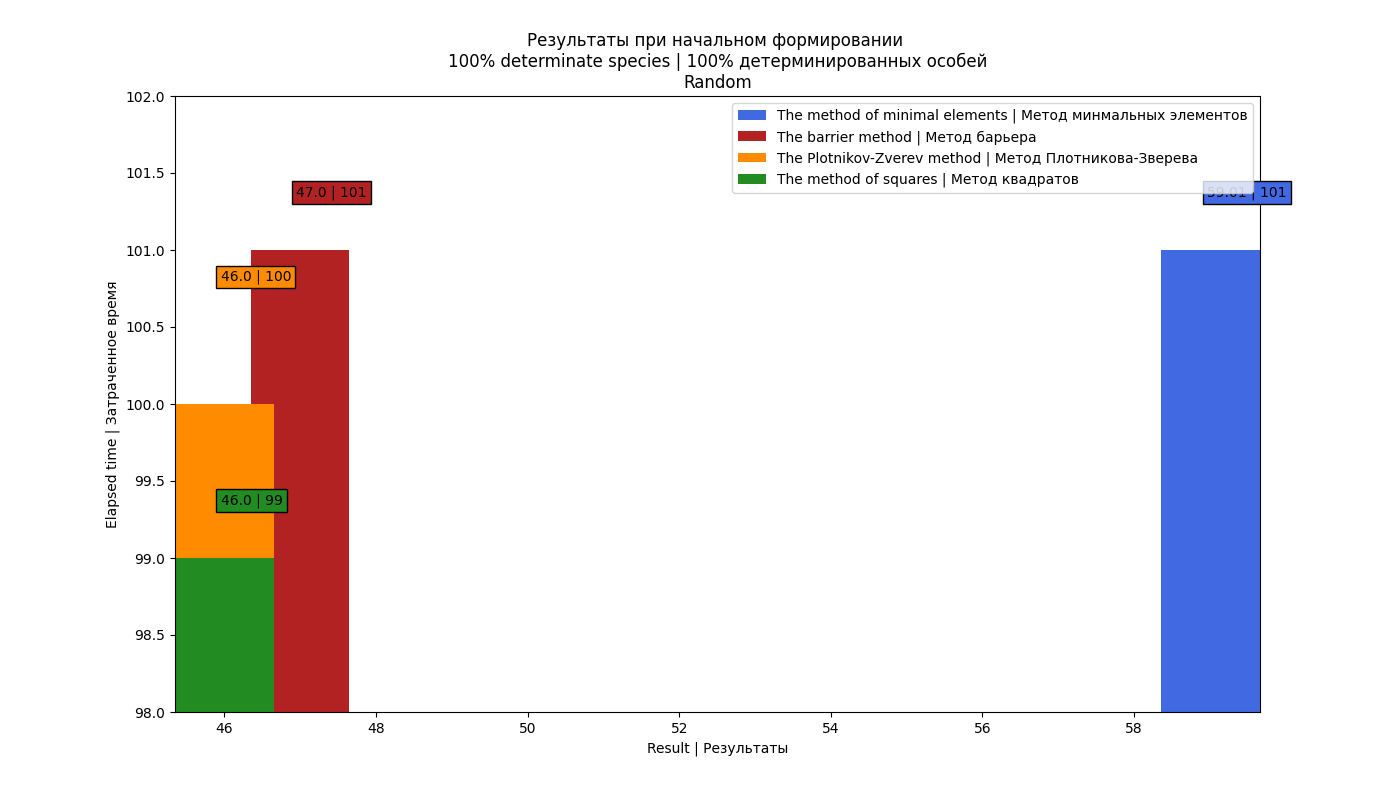 Результаты при начальном формировании
100% determinate species | 100% детерминированных особей
Random
The method of minimal elements | Метод минмальных элементов
The barrier method | Метод барьера
The Plotnikov-Zverev method | Метод Плотникова-Зверева
The method of squares | Метод квадратов
47.0 | 101
59.01 | 101
46.0 | 100
46.0 | 99
Elapsed time | Затраченное время
102.0
101.5
101.0
100.5
100.0
99.5
99.0
98.5
98.0
46 48 50 52 54 56 58
Result | Результаты